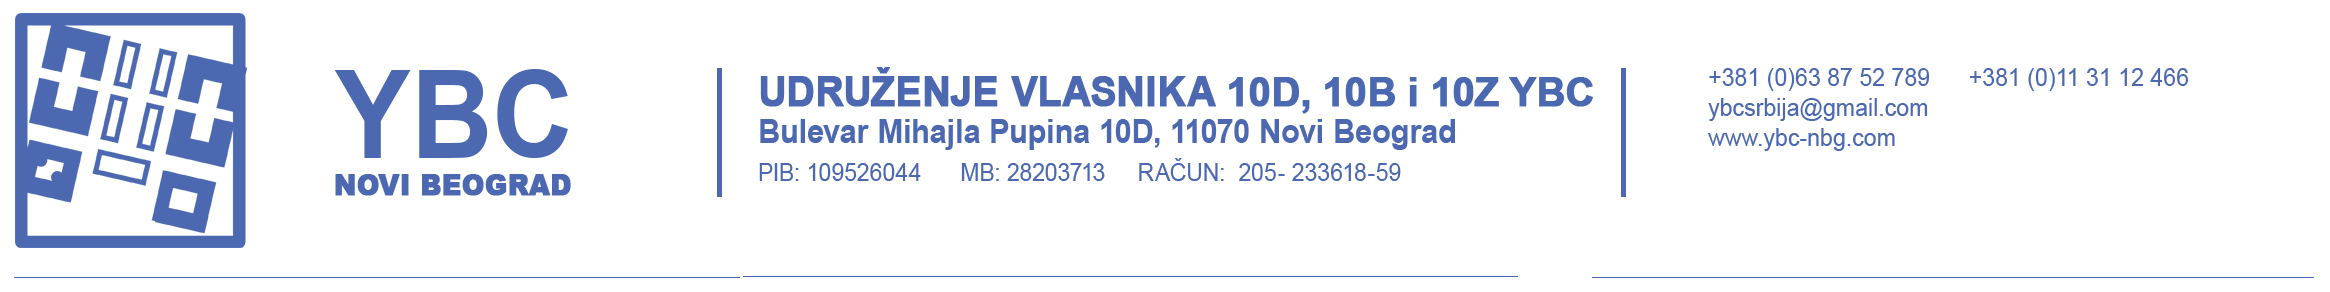 YBC
NOVI BEOGRAD
UDRUŽENJE VLASNIKA 10D, 10B i 10Z YBC
Bulevar Mihajla Pupina 10D, 11070 Novi Beograd
PIB: 109526044 MB: 28203713 RAČUN: 205- 233618-59
+381 (0)63 87 52 789 +381 (0)11 31 12 466
ybcsrbija@gmail.com
www.ybc-nbg.com